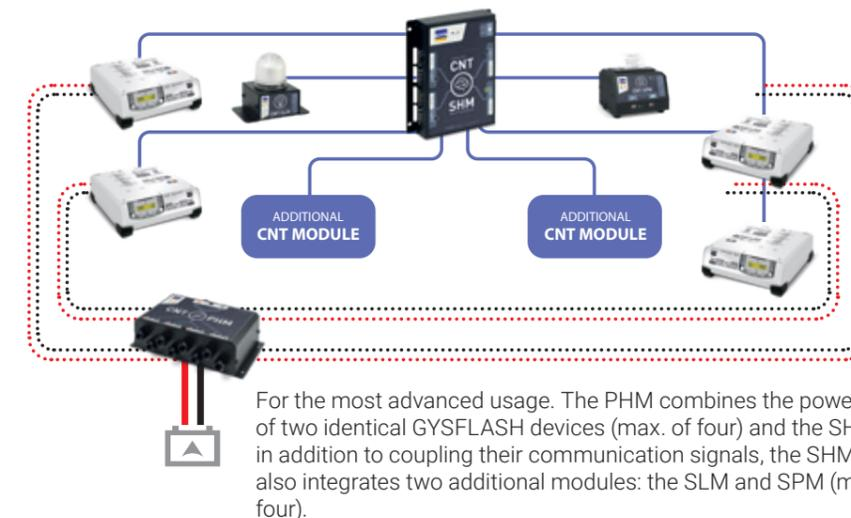 CNT
SHM
ADDITIONAL
CNT MODULE
ADDITIONAL
CNT MODULE
CNT PHM
For the most advanced usage. The PHM combines the powe
of two identical GYSFLASH devices (max. of four) and the SH
in addition to coupling their communication signals, the SHM
also integrates two additional modules: the SLM and SPM (m
four).